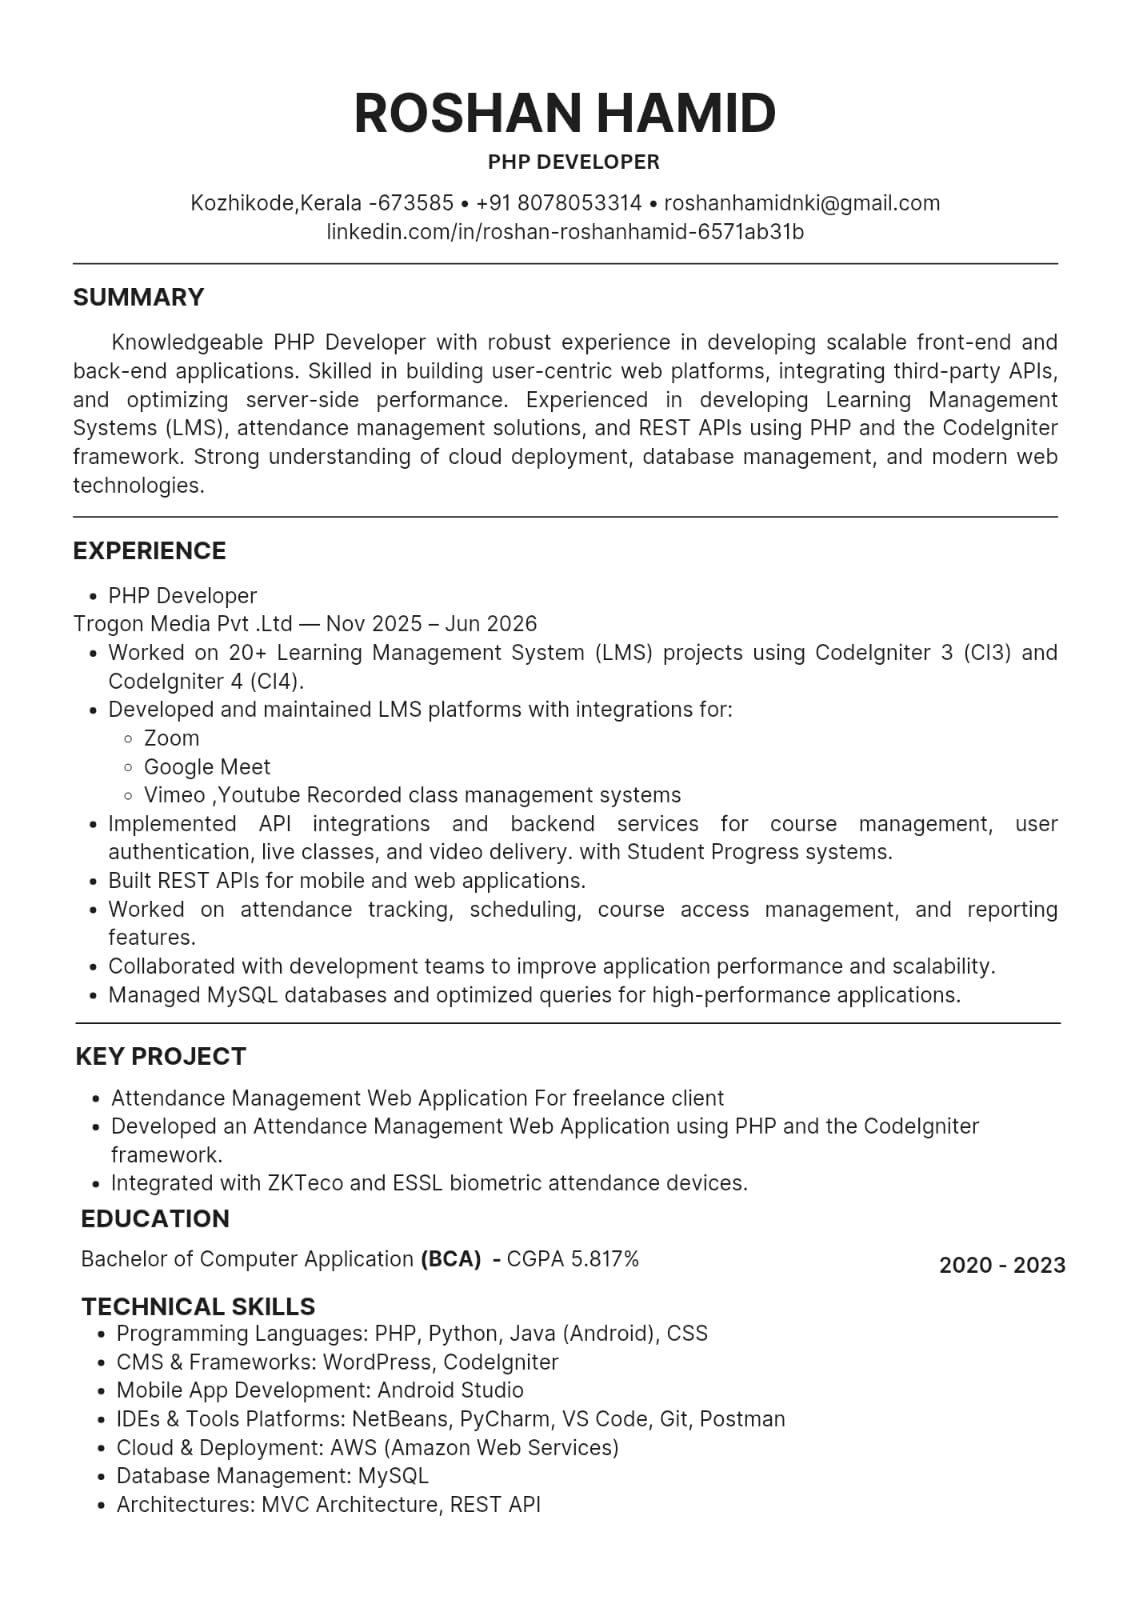 ROSHAN HAMID
PHP DEVELOPER
Kozhikode,Kerala -673585 • +91 8078053314 • roshanhamidnki@gmail.com
linkedin.com/in/roshan-roshanhamid-6571ab31b
SUMMARY
Knowledgeable PHP Developer with robust experience in developing scalable front-end and
back-end applications. Skilled in building user-centric web platforms, integrating third-party APIs,
and optimizing server-side performance. Experienced in developing Learning Management
Systems (LMS), attendance management solutions, and REST APIs using PHP and the CodeIgniter
framework. Strong understanding of cloud deployment, database management, and modern web
technologies.
EXPERIENCE
• PHP Developer
Trogon Media Pvt .Ltd — Nov 2025 – Jun 2026
• Worked on 20+ Learning Management System (LMS) projects using CodeIgniter 3 (CI3) and
CodeIgniter 4 (CI4).
• Developed and maintained LMS platforms with integrations for:
◦ Zoom
◦ Google Meet
◦ Vimeo ,Youtube Recorded class management systems
• Implemented API integrations and backend services for course management, user
authentication, live classes, and video delivery. with Student Progress systems.
• Built REST APIs for mobile and web applications.
• Worked on attendance tracking, scheduling, course access management, and reporting
features.
• Collaborated with development teams to improve application performance and scalability.
• Managed MySQL databases and optimized queries for high-performance applications.
KEY PROJECT
• Attendance Management Web Application For freelance client
• Developed an Attendance Management Web Application using PHP and the CodeIgniter
framework.
• Integrated with ZKTeco and ESSL biometric attendance devices.
EDUCATION
Bachelor of Computer Application (BCA) - CGPA 5.817%
2020 - 2023
TECHNICAL SKILLS
• Programming Languages: PHP, Python, Java (Android), CSS
• CMS & Frameworks: WordPress, CodeIgniter
• Mobile App Development: Android Studio
• IDEs & Tools Platforms: NetBeans, PyCharm, VS Code, Git, Postman
• Cloud & Deployment: AWS (Amazon Web Services)
• Database Management: MySQL
• Architectures: MVC Architecture, REST API